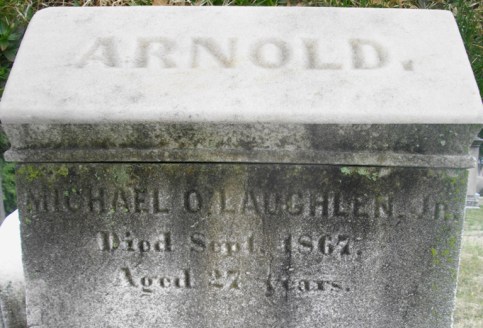 ARNOLD.
MICHAEL O. LAUGHLEN, JR.
Died Sept. 1867.
Aged 27 years.